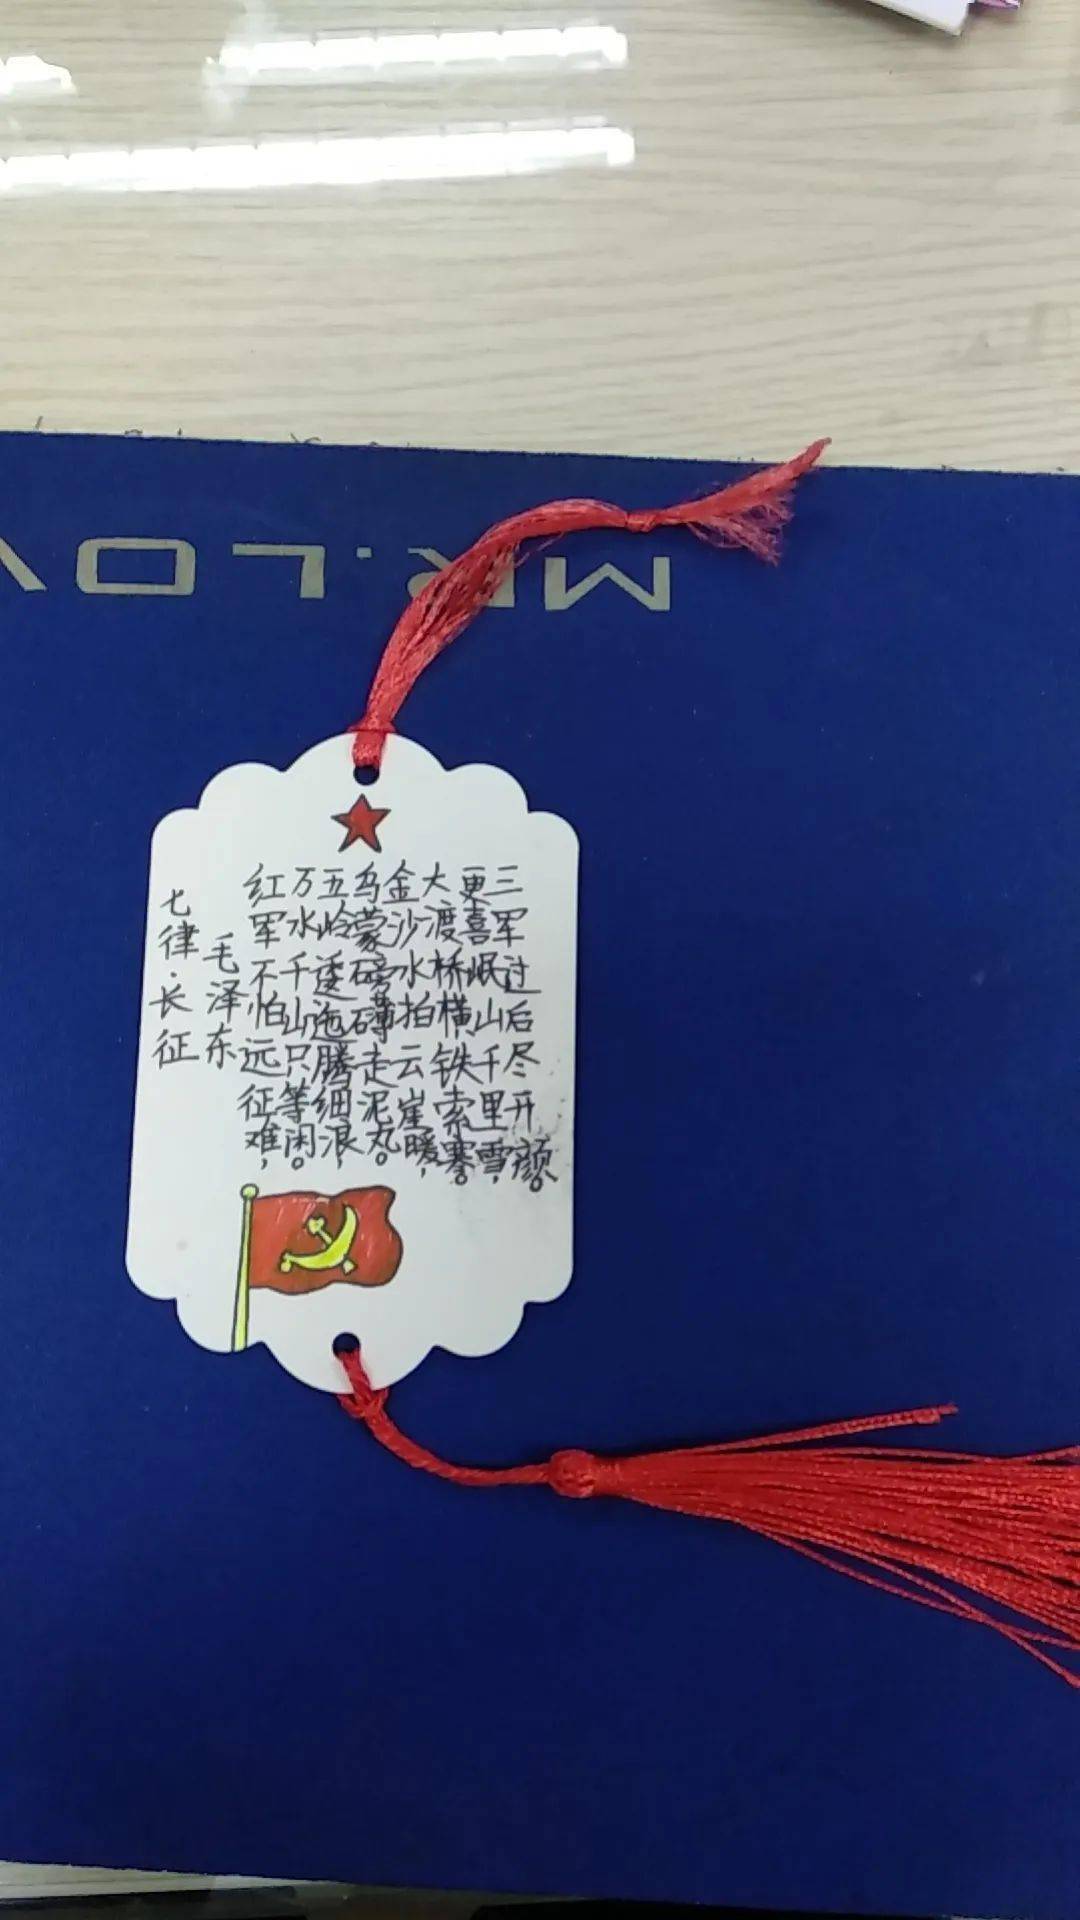 七律·长征
毛泽东
红军不怕远征难，
万水千山只等闲。
五岭逶迤腾细浪，
乌蒙磅礴走泥丸。
金沙水拍云崖暖，
大渡桥横铁索寒。
更喜岷山千里雪，
三军过后尽开颜。
MR.LOV